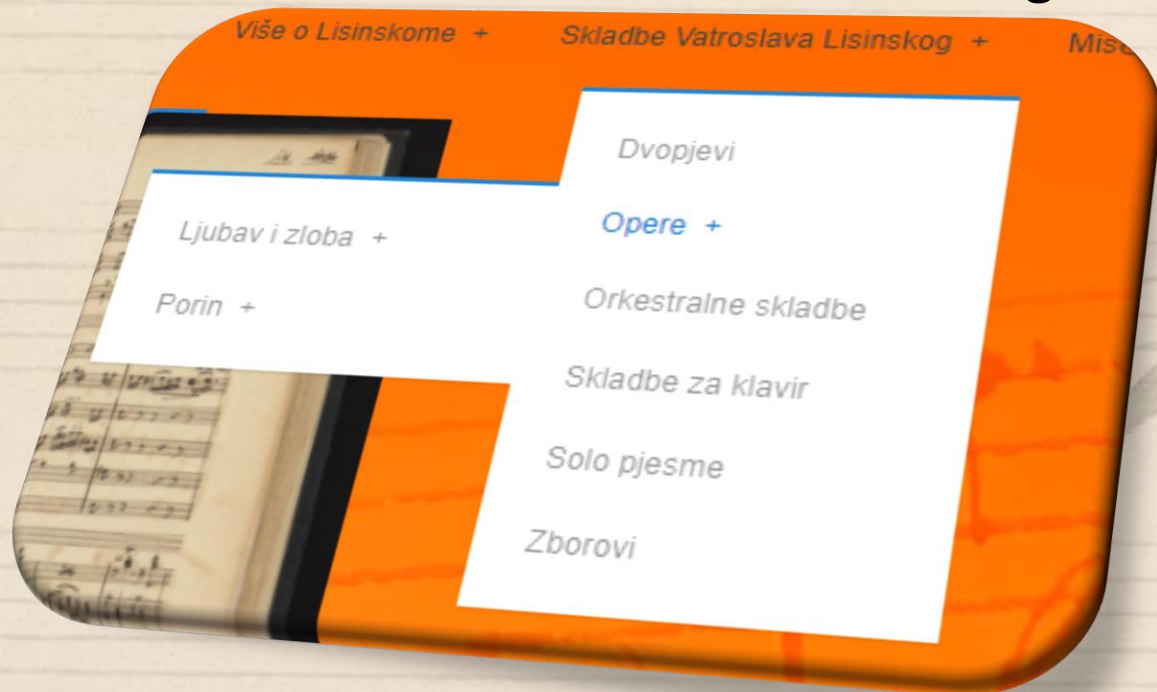 Više o Lisinskome +
Skladbe Vatroslava Lisinskog +
Dvopjevi
Opere +
Orkestralne skladbe
Skladbe za klavir
Solo pjesme
Zborovi
Ljubav i zloba +
Porin +